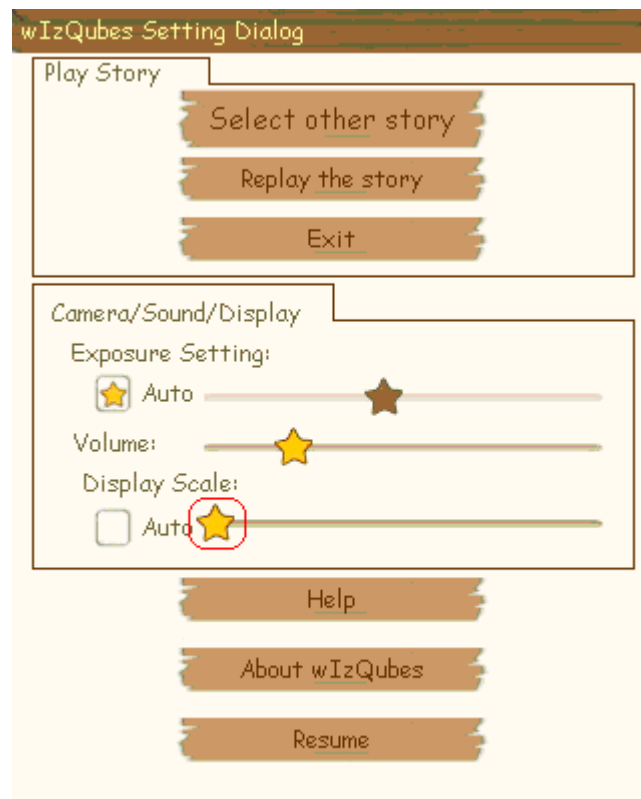 wIzQubes Setting Dialog
Play Story
Select other story
Replay the story
Exit
Camera/Sound/Display
Exposure Setting:
Auto
Volume:
Display Scale:
Auto
Help
About wIzQubes
Resume